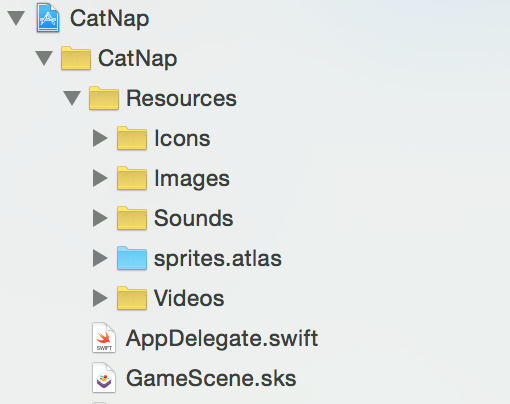 CatNap
CatNap
Resources
Icons
Images
Sounds
sprites.atlas
Videos
AppDelegate.swift
GameScene.sks